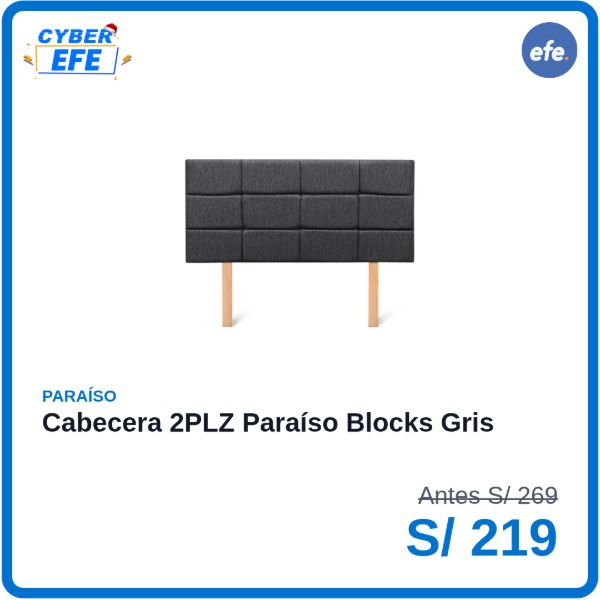 CYBER
EFE
efe.
PARAÍSO
Cabecera 2PLZ Paraíso Blocks Gris
Antes S/ 269
S/ 219